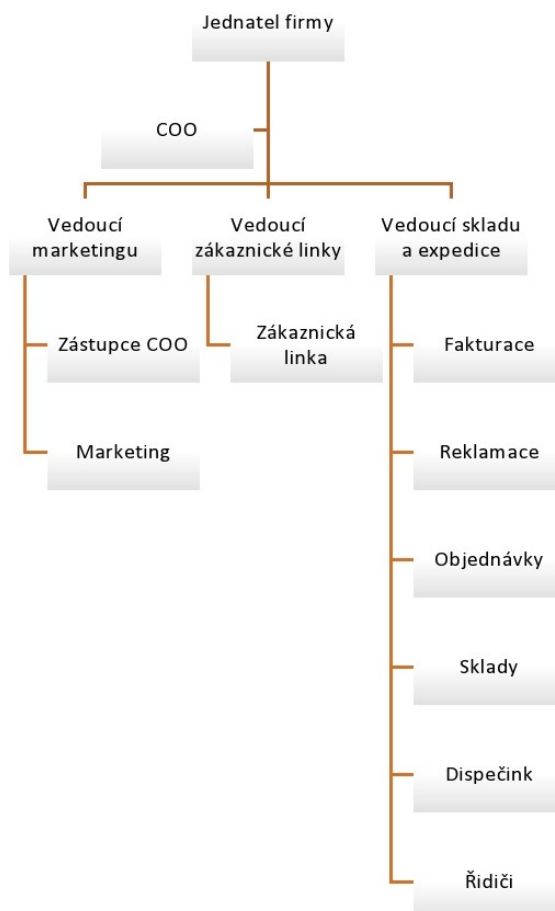 Jednatel firmy
COO
Vedoucí
marketingu
Vedoucí
zákaznické linky
Vedoucí skladu
a expedice
Zástupce COO
Marketing
Zákaznická
linka
Fakturace
Reklamace
Objednávky
Sklady
Dispečink
Řidiči